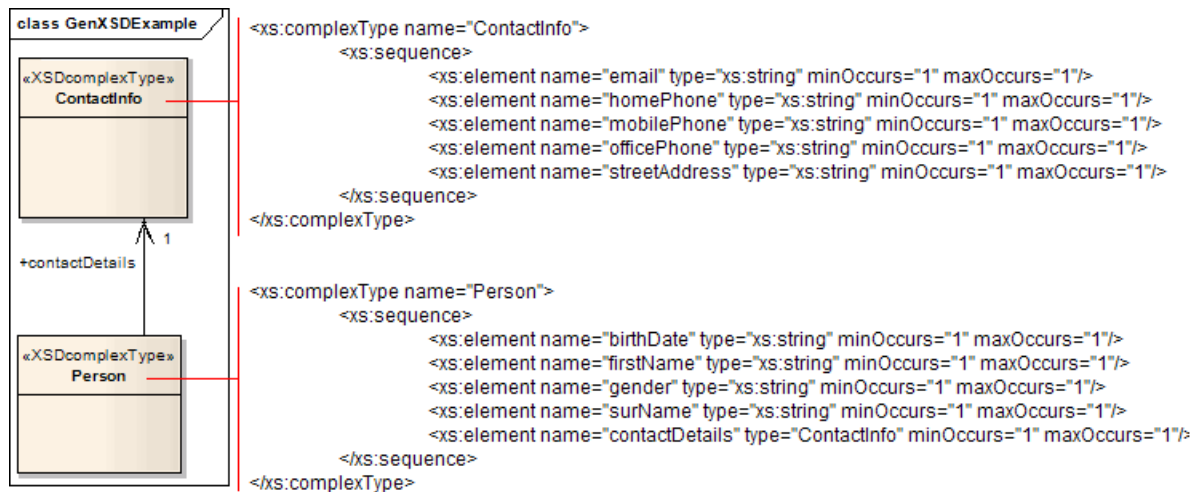 class GenXSDExample
«XSDcomplexType»
ContactInfo
1
+contactDetails
«XSDcomplexType»
Person
<xs:complexType name="ContactInfo">
<xs:sequence>
<xs:element name="email" type="xs:string" minOccurs="1" maxOccurs="1"/>
<xs:element name="homePhone" type="xs:string" minOccurs="1" maxOccurs="1"/>
<xs:element name="mobilePhone" type="xs:string" minOccurs="1" maxOccurs="1"/>
<xs:element name="officePhone" type="xs:string" minOccurs="1" maxOccurs="1"/>
<xs:element name="streetAddress" type="xs:string" minOccurs="1" maxOccurs="1"/>
</xs:sequence>
</xs:complexType>
<xs:complexType name="Person">
<xs:sequence>
<xs:element name="birthDate" type="xs:string" minOccurs="1" maxOccurs="1"/>
<xs:element name="firstName" type="xs:string" minOccurs="1" maxOccurs="1"/>
<xs:element name="gender" type="xs:string" minOccurs="1" maxOccurs="1"/>
<xs:element name="surName" type="xs:string" minOccurs="1" maxOccurs="1"/>
<xs:element name="contactDetails" type="ContactInfo" minOccurs="1" maxOccurs="1"/>
</xs:sequence>
</xs:complexType>